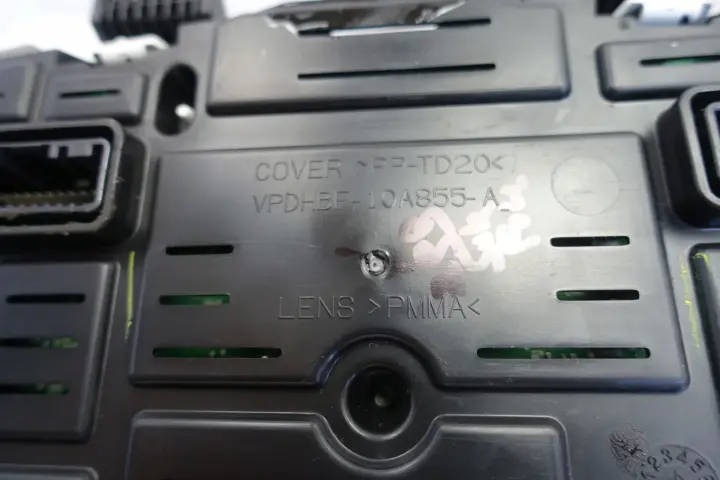 COVER >PP-TD20<
VPDHBF-10A855-A
LENS >PMMA<